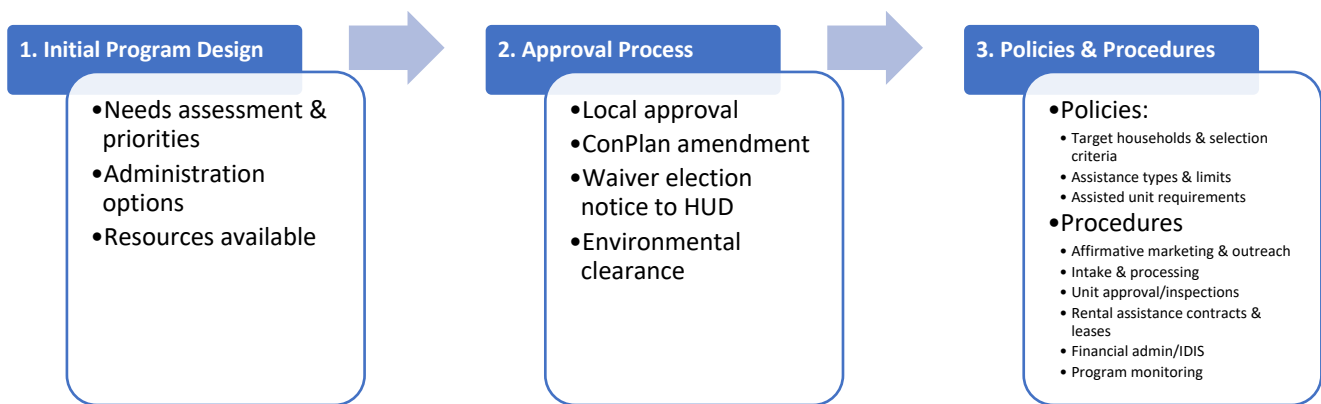 1. Initial Program Design
•Needs assessment &
priorities
•Administration
options
•Resources available
2. Approval Process
•Local approval
•ConPlan amendment
•Waiver election
notice to HUD
•Environmental
clearance
3. Policies & Procedures
•Policies:
• Target households & selection
criteria
• Assistance types & limits
• Assisted unit requirements
•Procedures
• Affirmative marketing & outreach
• Intake & processing
• Unit approval/inspections
• Rental assistance contracts &
leases
• Financial admin/IDIS
• Program monitoring